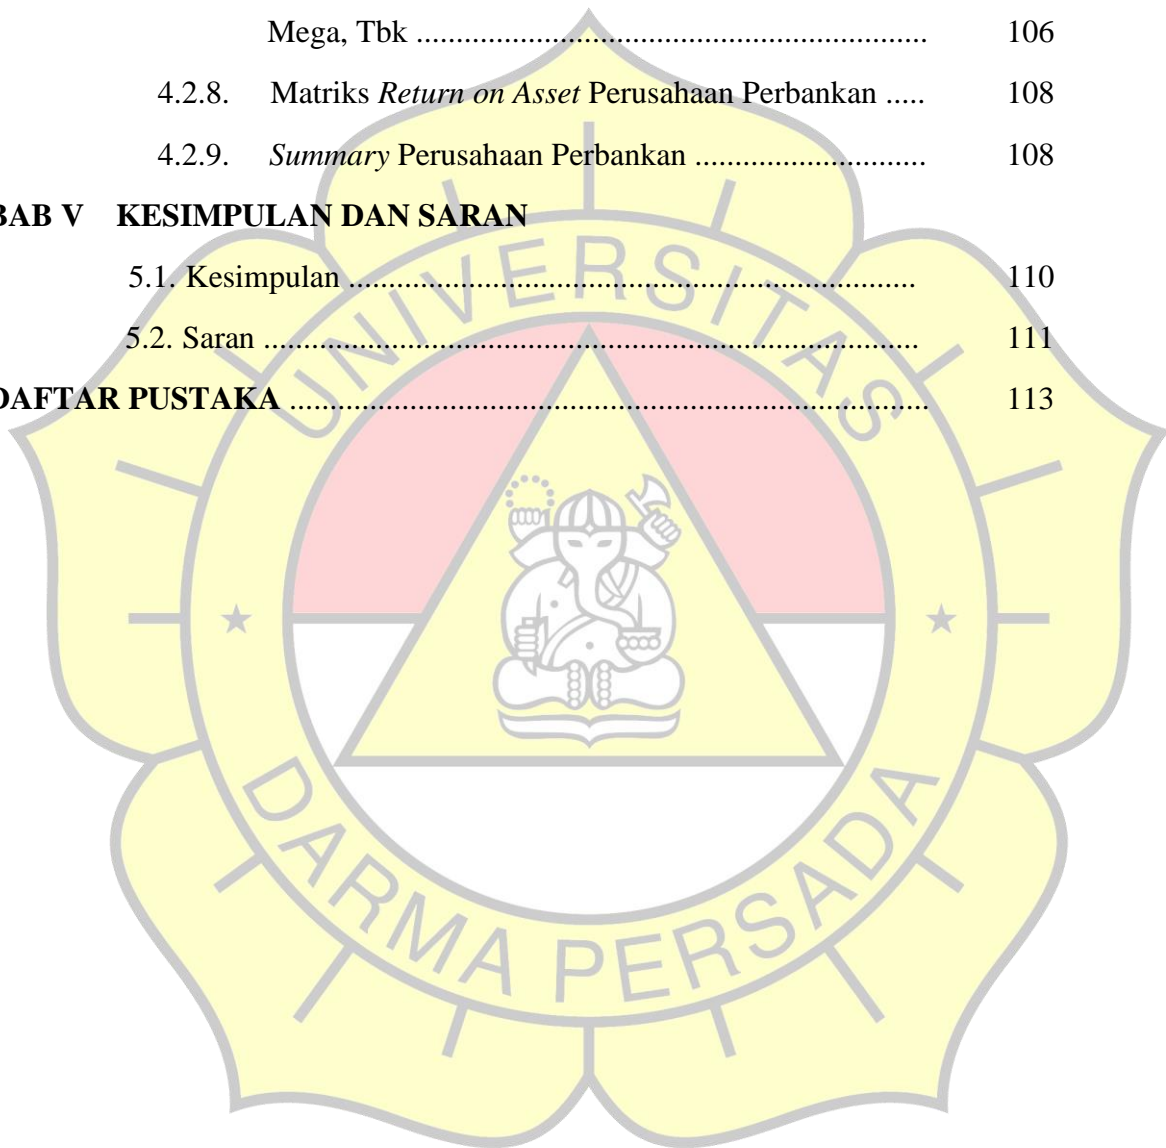 Mega, Tbk ................................................................ 106
4.2.8. Matriks Return on Asset Perusahaan Perbankan ..... 108
4.2.9. Summary Perusahaan Perbankan ............................. 108
BAB V KESIMPULAN DAN SARAN
5.1. Kesimpulan ....................................................................... 110
5.2. Saran .................................................................................. 111
DAFTAR PUSTAKA ................................................................................ 113
UNIVERSITAS
DARMA PERSADA